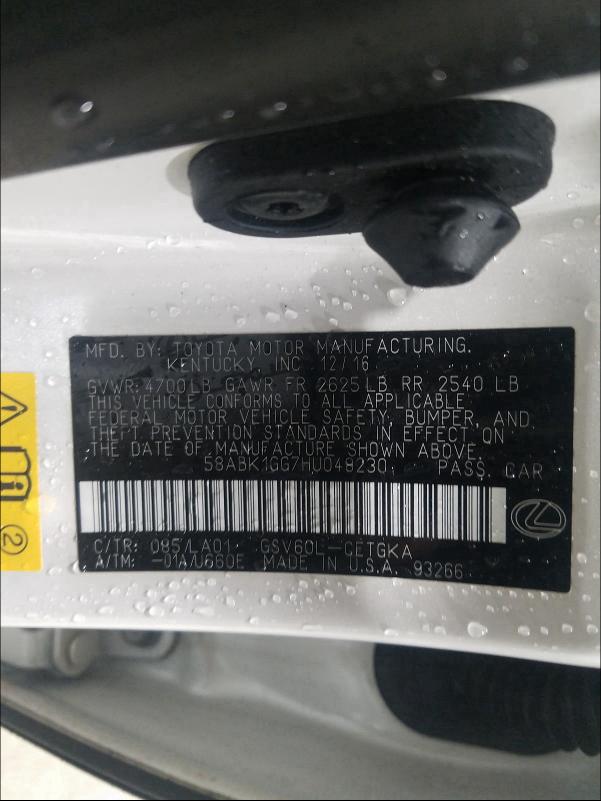 MFD. BY: TOYOTA MOTOR MANUFACTURING.
KENTUCKY, INC 12/16
GVWR:4700LB GAWR FR 2625LB RR 2540 LB
THIS VEHICLE CONFORMS TO ALL APPLICABLE
FEDERAL MOTOR VEHICLE SAFETY, BUMPER, AND
THEFT PREVENTION STANDARDS IN EFFECT ON
THE DATE OF MANUFACTURE SHOWN ABOVE.
58ABK1GG7HU048230 PASS. CAR
C/TR: 085/LA01 GSV60L-CETGKA
A/TM: -01A/U660E MADE IN U.S.A. 93266
2